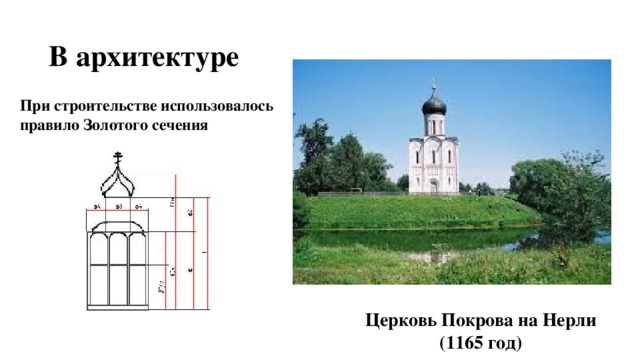 В архитектуре
При строительстве использовалось
правило Золотого сечения
Церковь Покрова на Нерли
(1165 год)